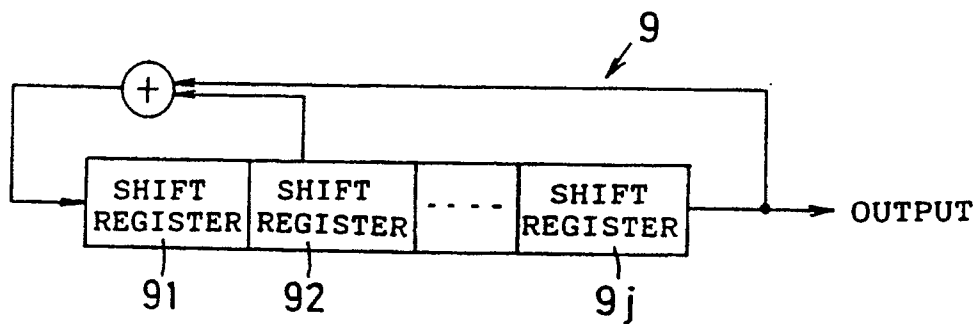 9
+
SHIFT REGISTER
SHIFT REGISTER
- - - -
SHIFT REGISTER
OUTPUT
91
92
9j